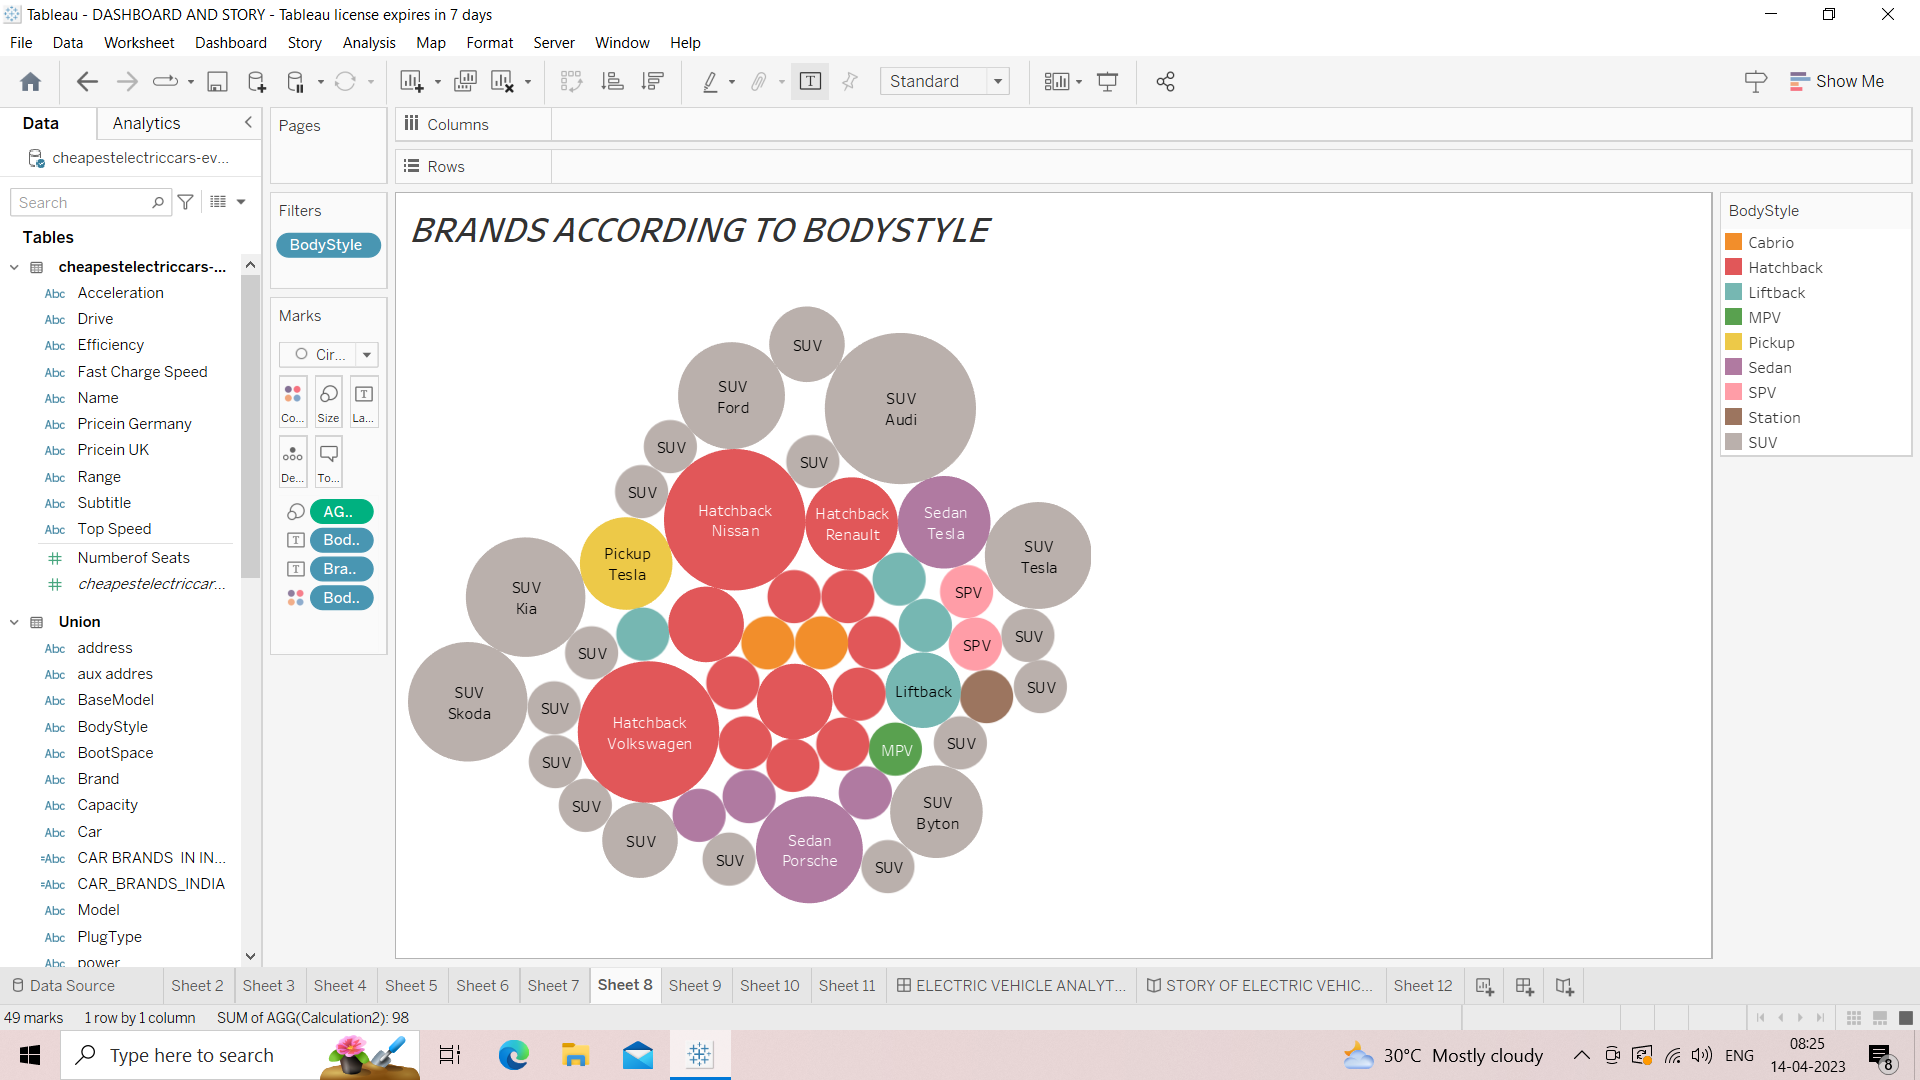 Tableau - DASHBOARD AND STORY - Tableau license expires in 7 days
File Data Worksheet Dashboard Story Analysis Map Format Server Window Help
Standard
Show Me
Data Analytics
cheapestelectriccars-ev...
Search
Tables
cheapestelectriccars-...
Abc Acceleration
Abc Drive
Abc Efficiency
Abc Fast Charge Speed
Abc Name
Abc Pricein Germany
Abc Pricein UK
Abc Range
Abc Subtitle
Abc Top Speed
Numberof Seats
cheapestelectriccar...
Union
Abc address
Abc aux addres
Abc BaseModel
Abc BodyStyle
Abc BootSpace
Abc Brand
Abc Capacity
Abc Car
=Abc CAR BRANDS IN IN...
=Abc CAR_BRANDS_INDIA
Abc Model
Abc PlugType
Abc power
Pages
Filters
BodyStyle
Marks
Cir...
Co... Size La...
De... To...
AG..
Bod..
Bra..
Bod..
Columns
Rows
BRANDS ACCORDING TO BODYSTYLE
SUV
SUV
Ford
SUV
Audi
SUV
SUV
SUV
Hatchback
Nissan
Hatchback
Renault
Sedan
Tesla
SUV
Tesla
Pickup
Tesla
SUV
Kia
SPV
SPV
SUV
SUV
SUV
Skoda
SUV
Liftback
SUV
SUV
Hatchback
Volkswagen
MPV
SUV
SUV
SUV
SUV
Byton
SUV
Sedan
Porsche
SUV
SUV
BodyStyle
Cabrio
Hatchback
Liftback
MPV
Pickup
Sedan
SPV
Station
SUV
Data Source Sheet 2 Sheet 3 Sheet 4 Sheet 5 Sheet 6 Sheet 7 Sheet 8 Sheet 9 Sheet 10 Sheet 11 ELECTRIC VEHICLE ANALYT... STORY OF ELECTRIC VEHIC... Sheet 12
49 marks 1 row by 1 column SUM of AGG(Calculation2): 98
Type here to search
30°C Mostly cloudy
ENG
08:25
14-04-2023
8